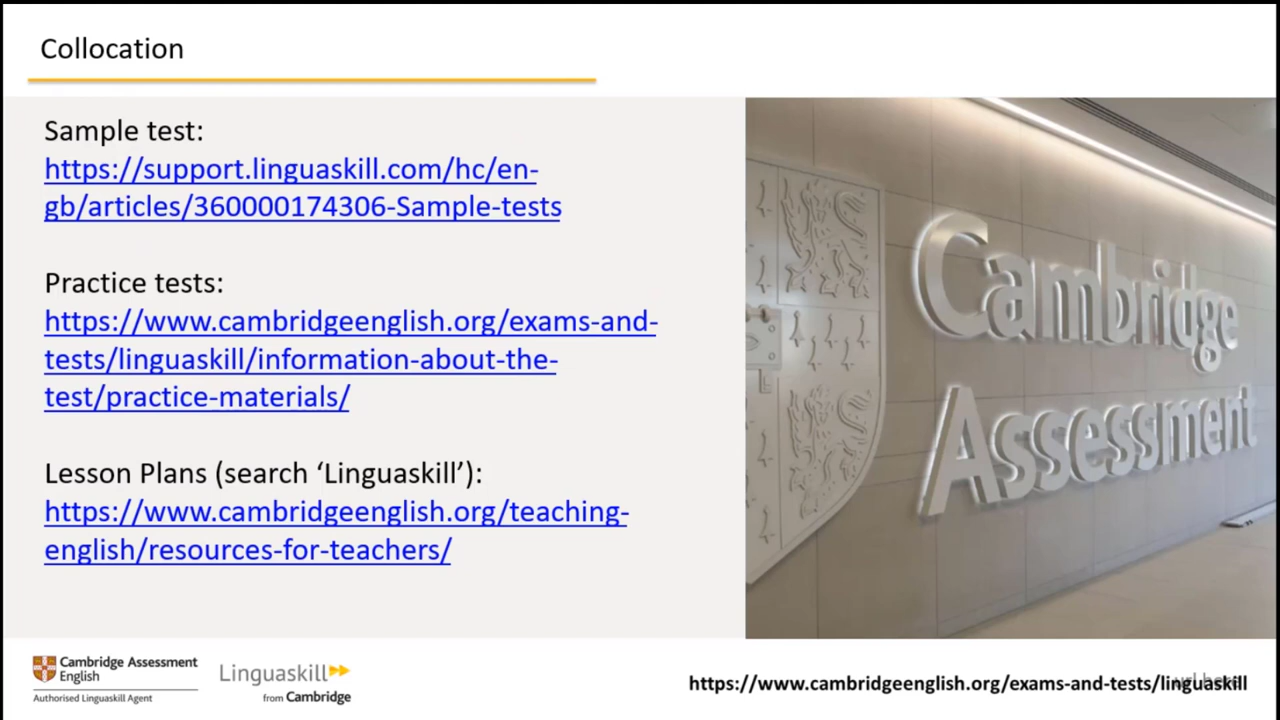 Collocation
Sample test:
https://support.linguaskill.com/hc/en-
gb/articles/360000174306-Sample-tests
Practice tests:
https://www.cambridgeenglish.org/exams-and-
tests/linguaskill/information-about-the-
test/practice-materials/
Lesson Plans (search ‘Linguaskill’):
https://www.cambridgeenglish.org/teaching-
english/resources-for-teachers/
Cambridge
Assessment
Cambridge Assessment
English
Authorised Linguaskill Agent
Linguaskill
from Cambridge
https://www.cambridgeenglish.org/exams-and-tests/linguaskill